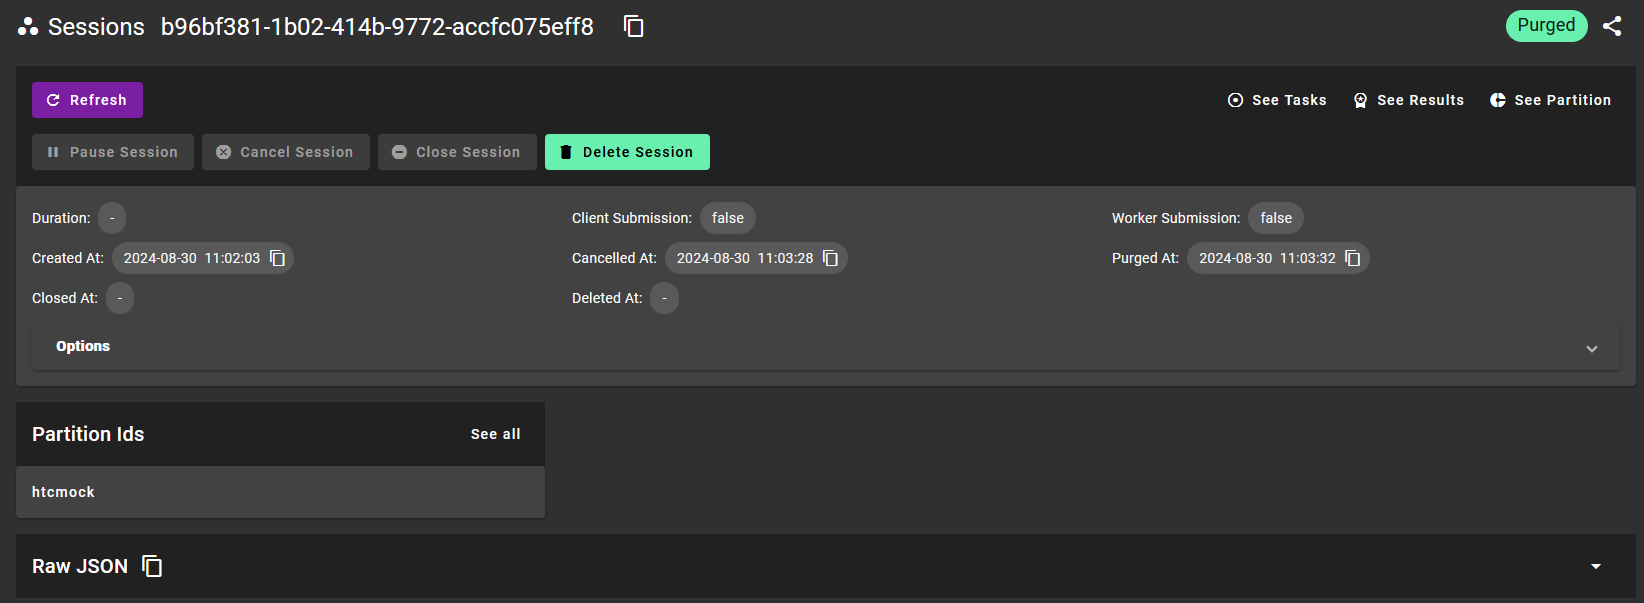 Sessions b96bf381-1b02-414b-9772-accfc075eff8 Purged
Refresh See Tasks See Results See Partition
Pause Session Cancel Session Close Session Delete Session
Duration: - Client Submission: false Worker Submission: false
Created At: 2024-08-30 11:02:03 Cancelled At: 2024-08-30 11:03:28 Purged At: 2024-08-30 11:03:32
Closed At: - Deleted At: -
Options
Partition Ids See all
htcmock
Raw JSON